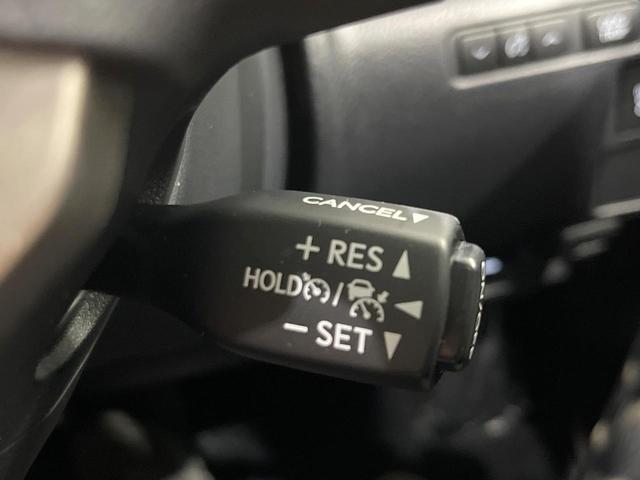 CANCEL▼
+ RES ▲
HOLD / ◀
− SET ▼